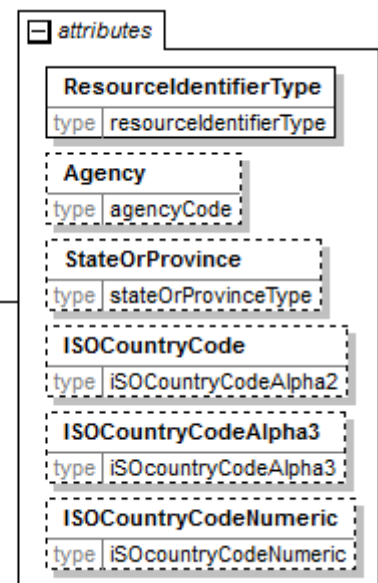 attributes
ResourceIdentifierType
type resourceIdentifierType
Agency
type agencyCode
StateOrProvince
type stateOrProvinceType
ISOCountryCode
type iSOCountryCodeAlpha2
ISOCountryCodeAlpha3
type iSOcountryCodeAlpha3
ISOCountryCodeNumeric
type iSOcountryCodeNumeric